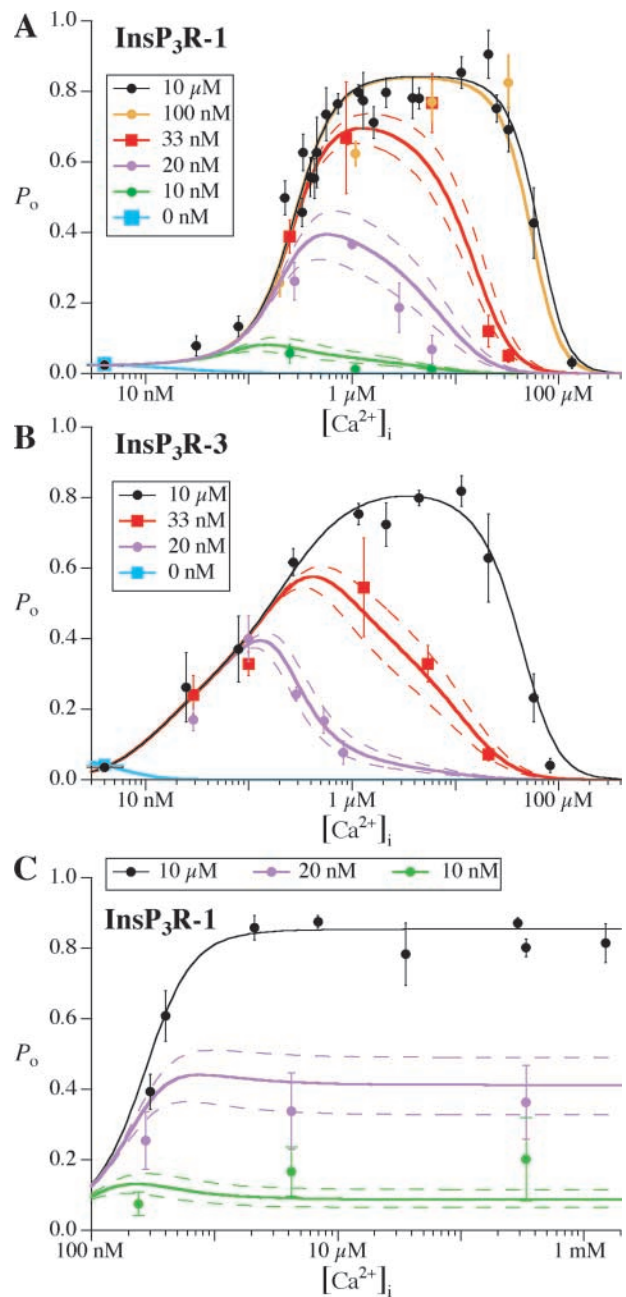 A
InsP₃R-1
10 µM
100 nM
33 nM
20 nM
10 nM
0 nM
1.0
0.8
0.6
0.4
0.2
0.0
Pₒ
10 nM 1 µM 100 µM
[Ca²⁺]ᵢ
B
InsP₃R-3
10 µM
33 nM
20 nM
0 nM
1.0
0.8
0.6
0.4
0.2
0.0
Pₒ
10 nM 1 µM 100 µM
[Ca²⁺]ᵢ
C
10 µM 20 nM 10 nM
InsP₃R-1
1.0
0.8
0.6
0.4
0.2
0.0
Pₒ
100 nM 10 µM 1 mM
[Ca²⁺]ᵢ